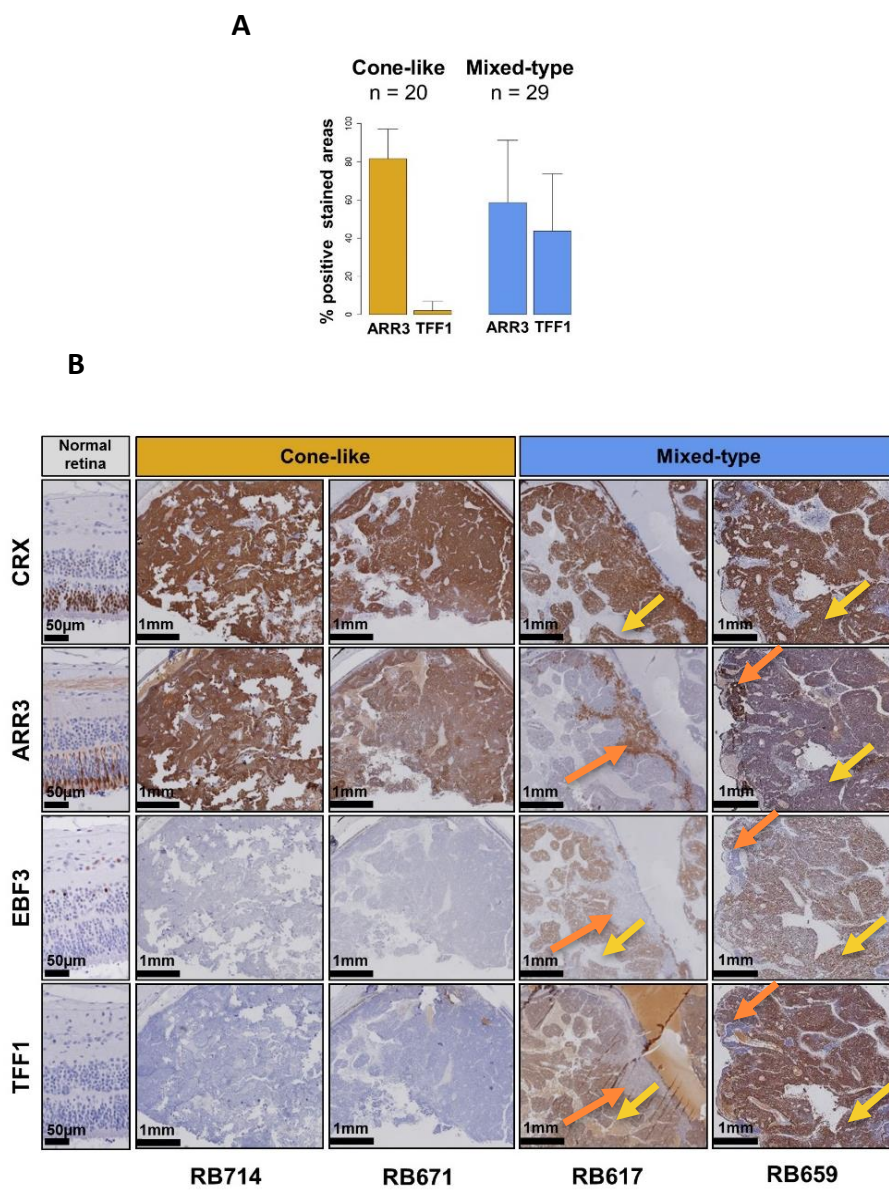 A
Cone-like Mixed-type
n = 20 n = 29
% positive stained areas
100
80
60
40
20
0
ARR3 TFF1 ARR3 TFF1
B
Normal retina Cone-like Mixed-type
CRX
50µm 1mm 1mm 1mm 1mm
ARR3
50µm 1mm 1mm 1mm 1mm
EBF3
50µm 1mm 1mm 1mm 1mm
TFF1
50µm 1mm 1mm 1mm 1mm
RB714 RB671 RB617 RB659